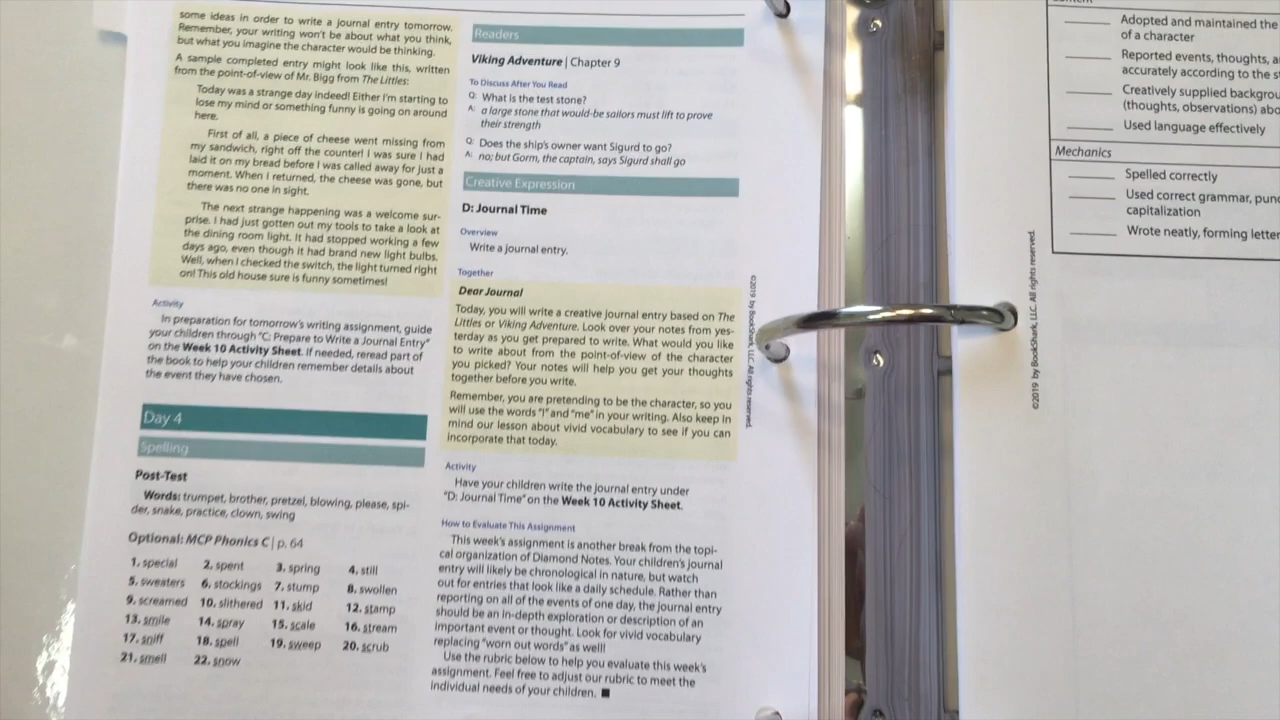 some ideas in order to write a journal entry tomorrow.
Remember, your writing won't be about what you think,
but what you imagine the character would be thinking.
A sample completed entry might look like this, written
from the point-of-view of Mr. Bigg from The Littles:
Today was a strange day indeed! Either I'm starting to
lose my mind or something funny is going on around
here.
First of all, a piece of cheese went missing from
my sandwich, right off the counter! I was sure I had
laid it on my bread before I was called away for just a
moment. When I returned, the cheese was gone, but
there was no one in sight.
The next strange happening was a welcome sur-
prise. I had just gotten out my tools to take a look at
the dining room light. It had stopped working a few
days ago, even though it had brand new light bulbs.
Well, when I checked the switch, the light turned right
on! This old house sure is funny sometimes!
Activity
In preparation for tomorrow's writing assignment, guide
your children through "C: Prepare to Write a Journal Entry"
on the Week 10 Activity Sheet. If needed, reread part of
the book to help your children remember details about
the event they have chosen.
Day 4
Spelling
Post-Test
Words: trumpet, brother, pretzel, blowing, please, spi-
der, snake, practice, clown, swing
Optional: MCP Phonics C | p. 64
1. special 2. spent 3. spring 4. still
5. sweaters 6. stockings 7. stump 8. swollen
9. screamed 10. slithered 11. skid 12. stamp
13. smile 14. spray 15. scale 16. stream
17. sniff 18. spell 19. sweep 20. scrub
21. smell 22. snow
Readers
Viking Adventure | Chapter 9
To Discuss After You Read
Q: What is the test stone?
A: a large stone that would-be sailors must lift to prove
their strength
Q: Does the ship's owner want Sigurd to go?
A: no; but Gorm, the captain, says Sigurd shall go
Creative Expression
D: Journal Time
Overview
Write a journal entry.
Together
Dear Journal
Today, you will write a creative journal entry based on The
Littles or Viking Adventure. Look over your notes from yes-
terday as you get prepared to write. What would you like
to write about from the point-of-view of the character
you picked? Your notes will help you get your thoughts
together before you write.
Remember, you are pretending to be the character, so you
will use the words "I" and "me" in your writing. Also keep in
mind our lesson about vivid vocabulary to see if you can
incorporate that today.
Activity
Have your children write the journal entry under
"D: Journal Time" on the Week 10 Activity Sheet.
How to Evaluate This Assignment
This week's assignment is another break from the topi-
cal organization of Diamond Notes. Your children's journal
entry will likely be chronological in nature, but watch
out for entries that look like a daily schedule. Rather than
reporting on all of the events of one day, the journal entry
should be an in-depth exploration or description of an
important event or thought. Look for vivid vocabulary
replacing "worn out words" as well!
Use the rubric below to help you evaluate this week's
assignment. Feel free to adjust our rubric to meet the
individual needs of your children.
©2019 by BookShark, LLC. All rights reserved.
©2019 by BookShark, LLC. All rights reserved.
Adopted and maintained the
of a character
Reported events, thoughts, a
accurately according to the s
Creatively supplied backgrou
(thoughts, observations) abo
Used language effectively
Mechanics
Spelled correctly
Used correct grammar, punc
capitalization
Wrote neatly, forming letter